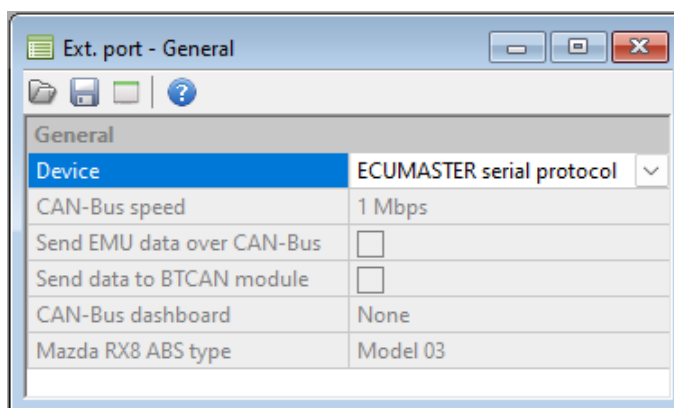 Ext. port - General
General
Device ECUMASTER serial protocol
CAN-Bus speed 1 Mbps
Send EMU data over CAN-Bus
Send data to BTCAN module
CAN-Bus dashboard None
Mazda RX8 ABS type Model 03